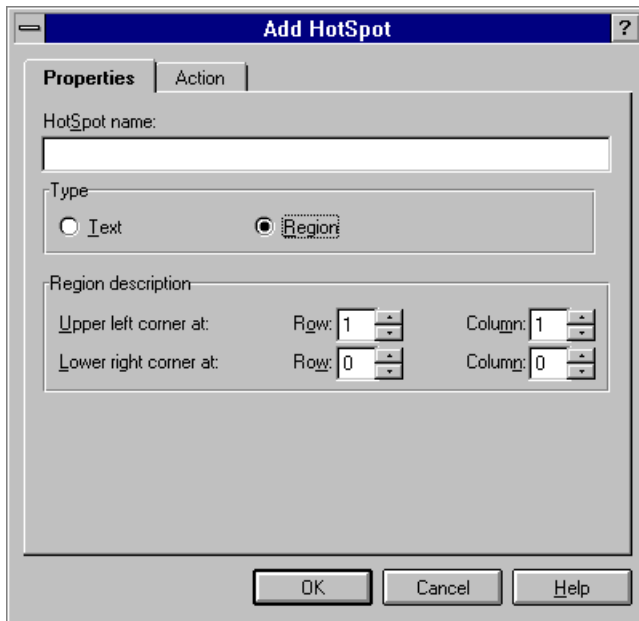 Add HotSpot ?
Properties Action
HotSpot name:
Type
Text Region
Region description
Upper left corner at: Row: 1 Column: 1
Lower right corner at: Row: 0 Column: 0
OK Cancel Help